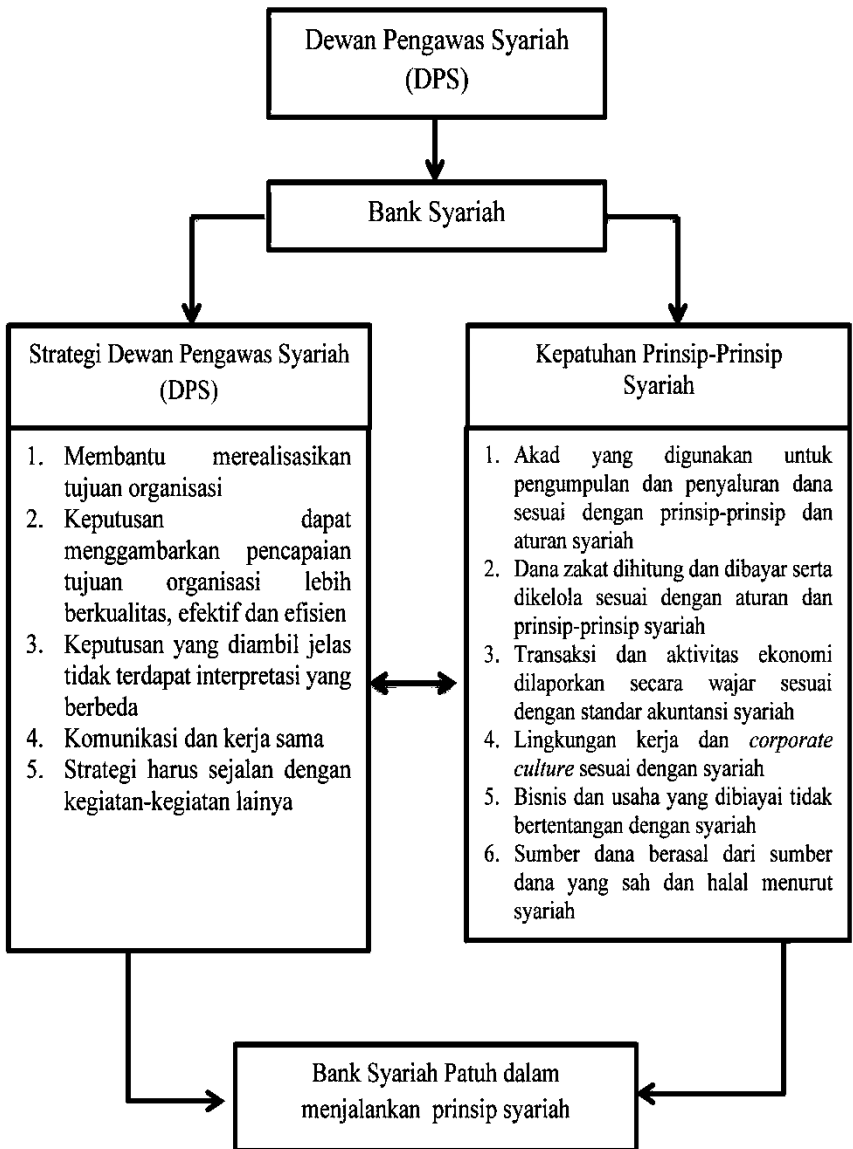 Dewan Pengawas Syariah
(DPS)
Bank Syariah
Strategi Dewan Pengawas Syariah
(DPS)
1. Membantu merealisasikan
tujuan organisasi
2. Keputusan dapat
menggambarkan pencapaian
tujuan organisasi lebih
berkualitas, efektif dan efisien
3. Keputusan yang diambil jelas
tidak terdapat interpretasi yang
berbeda
4. Komunikasi dan kerja sama
5. Strategi harus sejalan dengan
kegiatan-kegiatan lainya
Kepatuhan Prinsip-Prinsip
Syariah
1. Akad yang digunakan untuk
pengumpulan dan penyaluran dana
sesuai dengan prinsip-prinsip dan
aturan syariah
2. Dana zakat dihitung dan dibayar serta
dikelola sesuai dengan aturan dan
prinsip-prinsip syariah
3. Transaksi dan aktivitas ekonomi
dilaporkan secara wajar sesuai
dengan standar akuntansi syariah
4. Lingkungan kerja dan corporate
culture sesuai dengan syariah
5. Bisnis dan usaha yang dibiayai tidak
bertentangan dengan syariah
6. Sumber dana berasal dari sumber
dana yang sah dan halal menurut
syariah
Bank Syariah Patuh dalam
menjalankan prinsip syariah